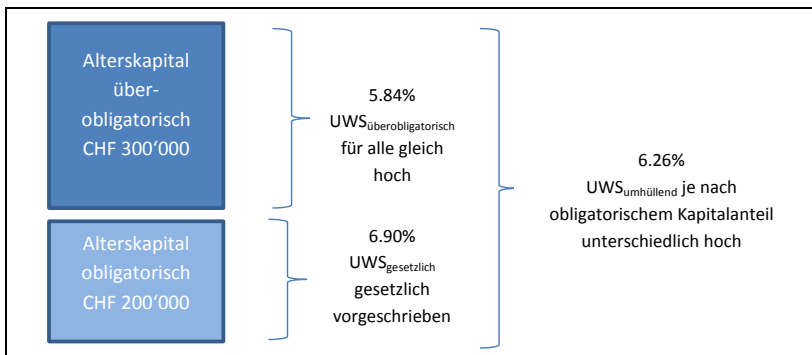 Alterskapital
über-
obligatorisch
CHF 300‘000
5.84%
UWSüberobligatorisch
für alle gleich
hoch
Alterskapital
obligatorisch
CHF 200‘000
6.90%
UWSgesetzlich
gesetzlich
vorgeschrieben
6.26%
UWSumhüllend je nach
obligatorischem Kapitalanteil
unterschiedlich hoch